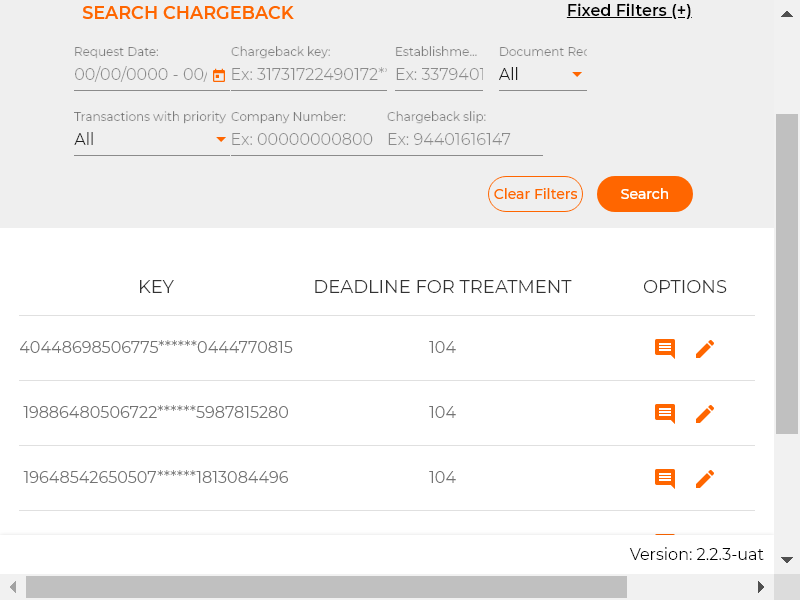 SEARCH CHARGEBACK
Fixed Filters (+)
Request Date: Chargeback key: Establishme... Document Rec
00/00/0000 - 00/ Ex: 31731722490172** Ex: 3379401 All
Transactions with priority Company Number: Chargeback slip:
All Ex: 00000000800 Ex: 94401616147
Clear Filters Search
KEY DEADLINE FOR TREATMENT OPTIONS
40448698506775******0444770815 104
19886480506722******5987815280 104
19648542650507******1813084496 104
Version: 2.2.3-uat